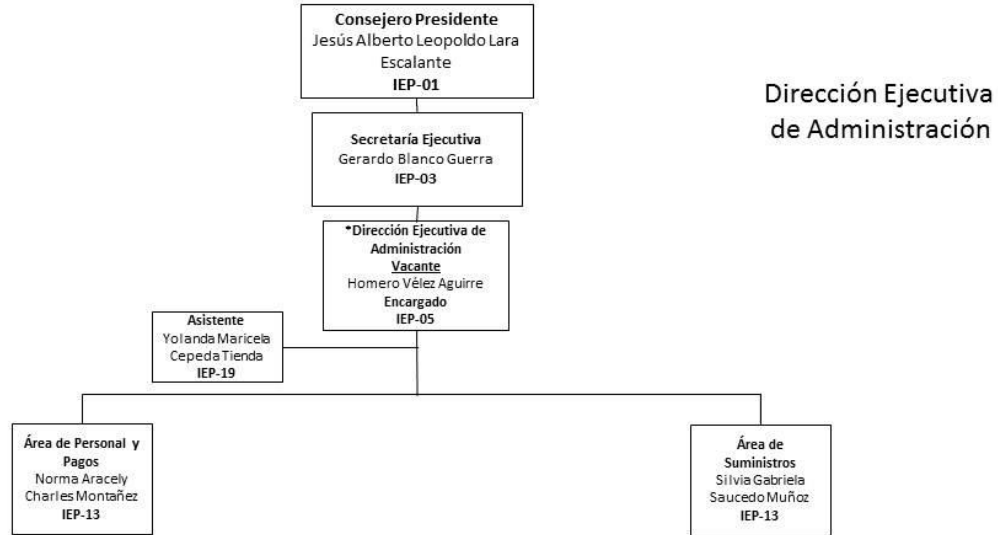 Consejero Presidente
Jesús Alberto Leopoldo Lara
Escalante
IEP-01
Dirección Ejecutiva
de Administración
Secretaría Ejecutiva
Gerardo Blanco Guerra
IEP-03
*Dirección Ejecutiva de
Administración
Vacante
Homero Vélez Aguirre
Encargado
IEP-05
Asistente
Yolanda Maricela
Cepeda Tienda
IEP-19
Área de Personal y
Pagos
Norma Aracely
Charles Montañez
IEP-13
Área de
Suministros
Silvia Gabriela
Saucedo Muñoz
IEP-13